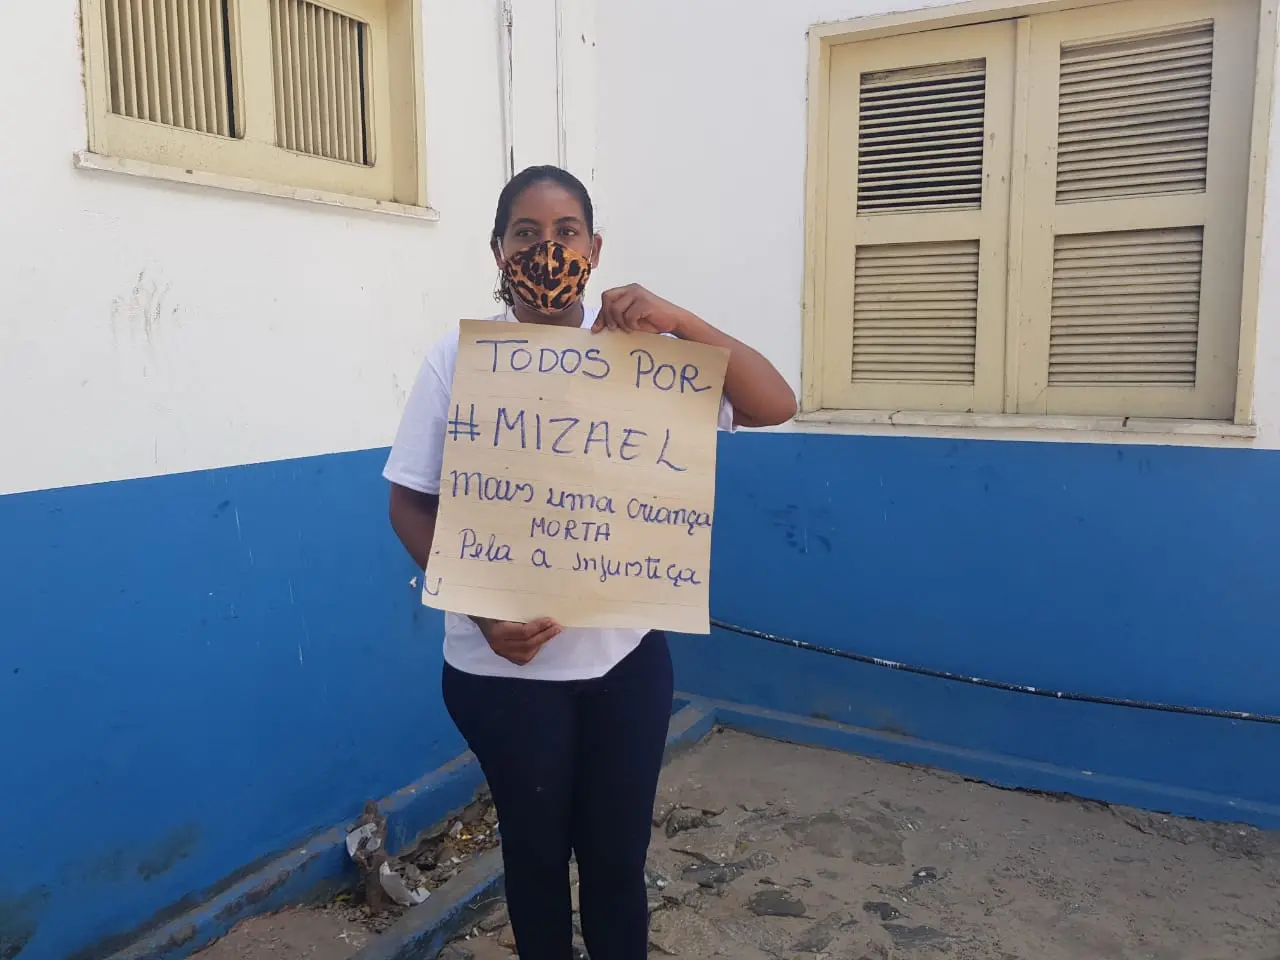 TODOS POR
#MIZAEL
Mais uma criança
MORTA
Pela a injustiça